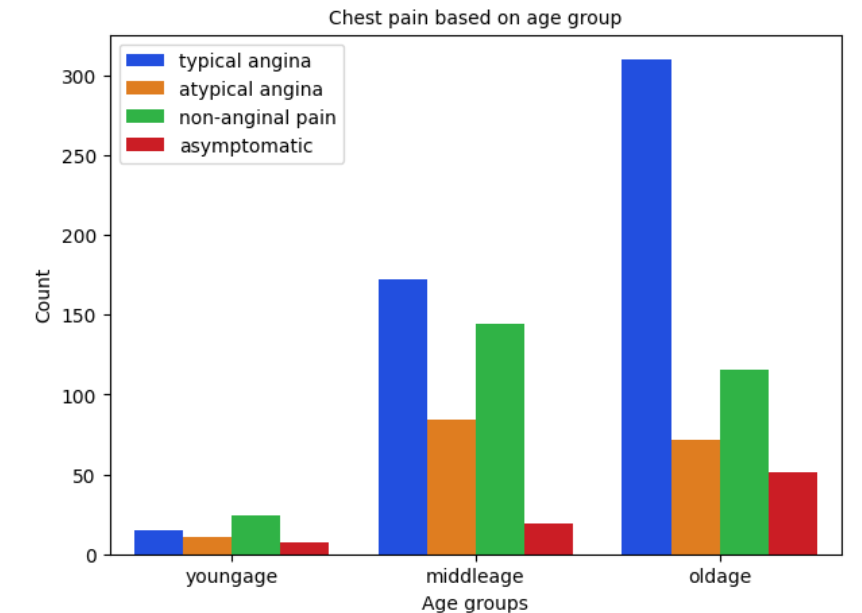 Chest pain based on age group
typical angina
atypical angina
non-anginal pain
asymptomatic
300
250
200
150
100
50
0
Count
youngage
middleage
oldage
Age groups